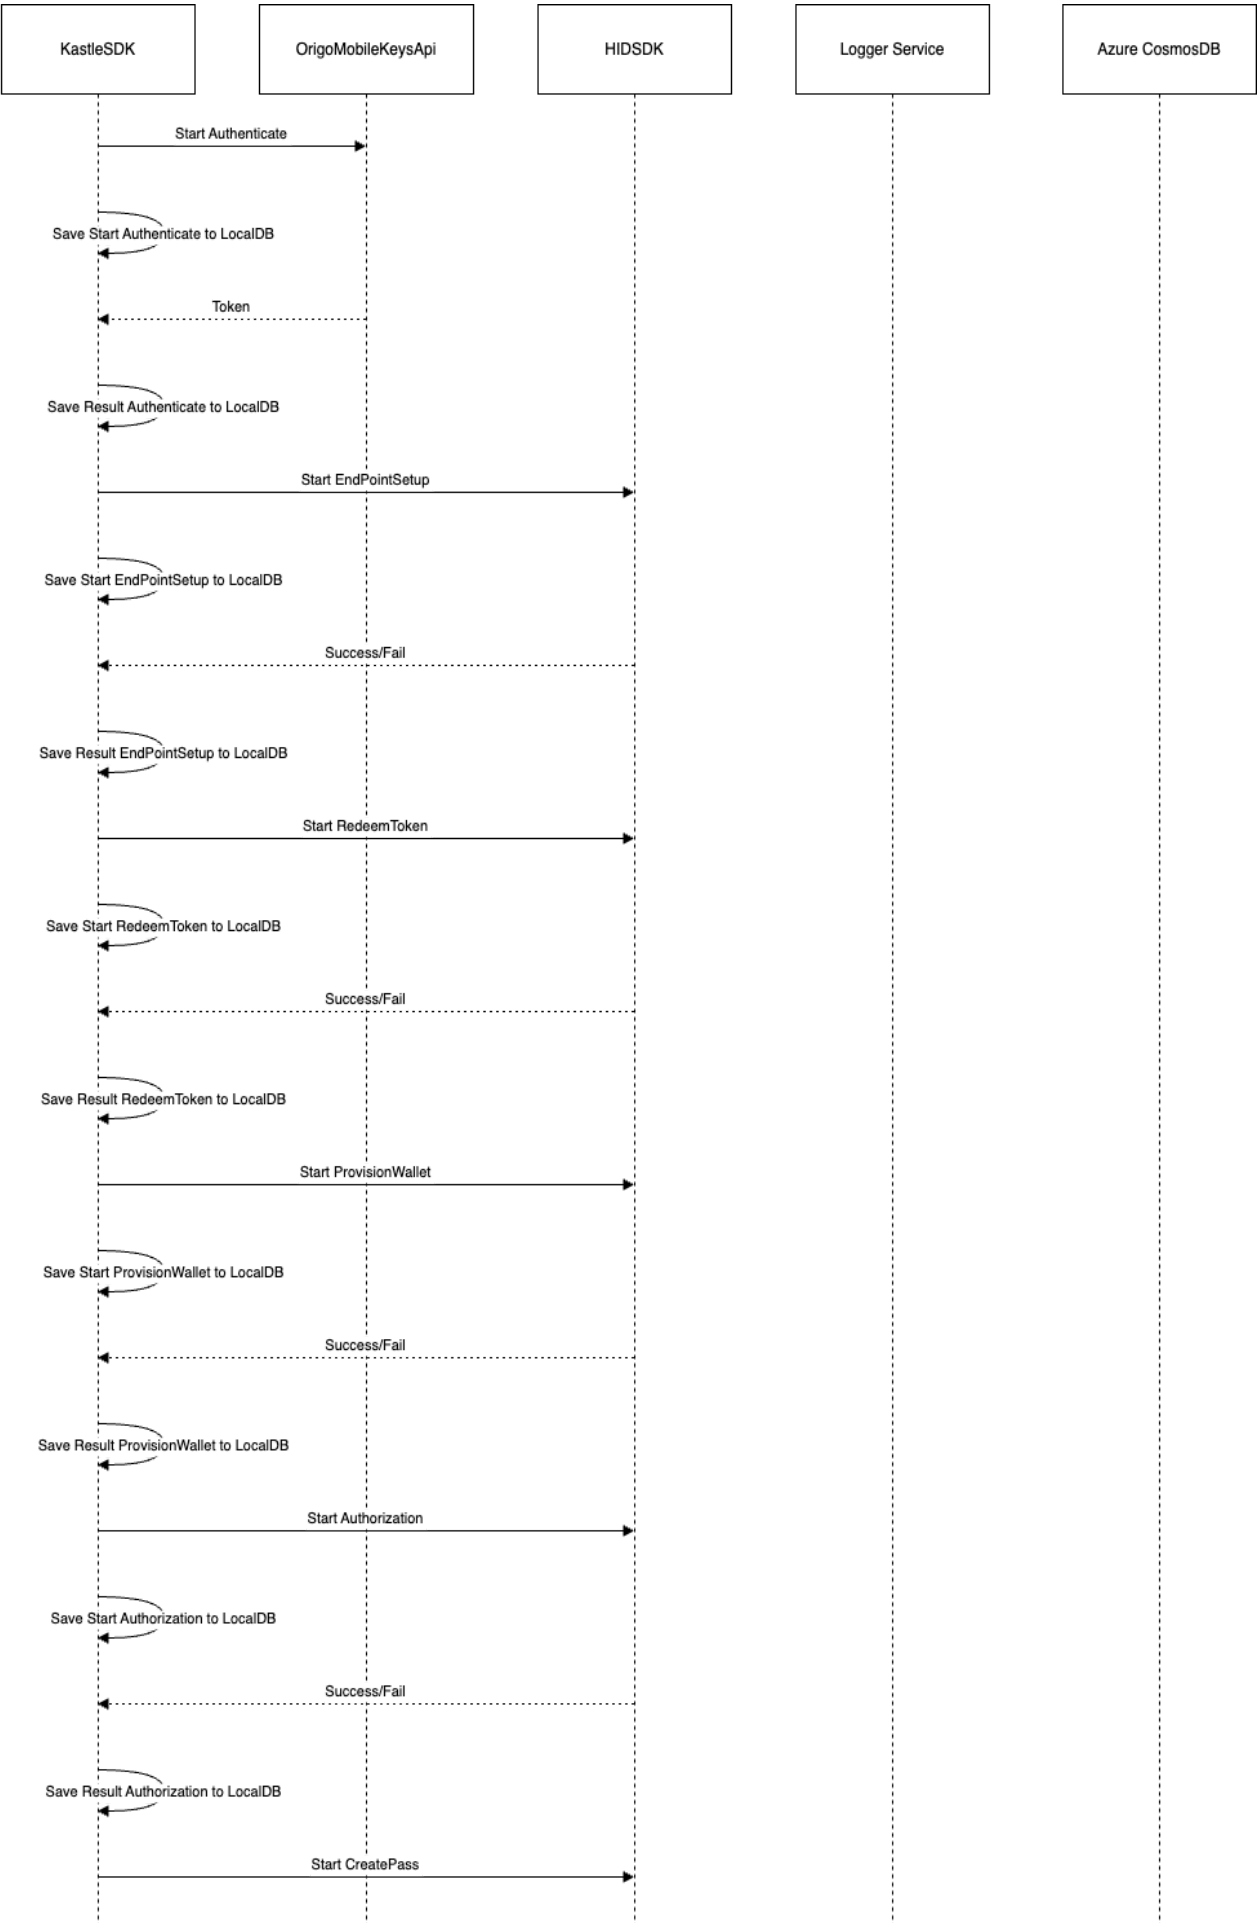 KastleSDK
OrigoMobileKeysApi
HIDSDK
Logger Service
Azure CosmosDB
Start Authenticate
Save Start Authenticate to LocalDB
Token
Save Result Authenticate to LocalDB
Start EndPointSetup
Save Start EndPointSetup to LocalDB
Success/Fail
Save Result EndPointSetup to LocalDB
Start RedeemToken
Save Start RedeemToken to LocalDB
Success/Fail
Save Result RedeemToken to LocalDB
Start ProvisionWallet
Save Start ProvisionWallet to LocalDB
Success/Fail
Save Result ProvisionWallet to LocalDB
Start Authorization
Save Start Authorization to LocalDB
Success/Fail
Save Result Authorization to LocalDB
Start CreatePass